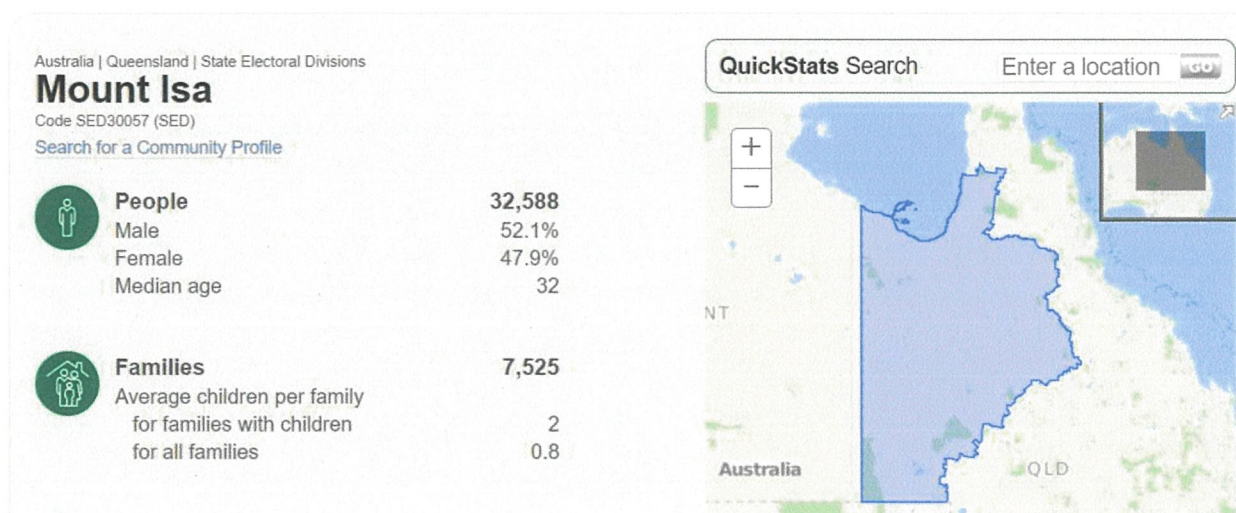 Australia | Queensland | State Electoral Divisions
Mount Isa
Code SED30057 (SED)
Search for a Community Profile
People 32,588
Male 52.1%
Female 47.9%
Median age 32
Families 7,525
Average children per family
for families with children 2
for all families 0.8
QuickStats Search Enter a location GO
+
−
NT
Australia
QLD